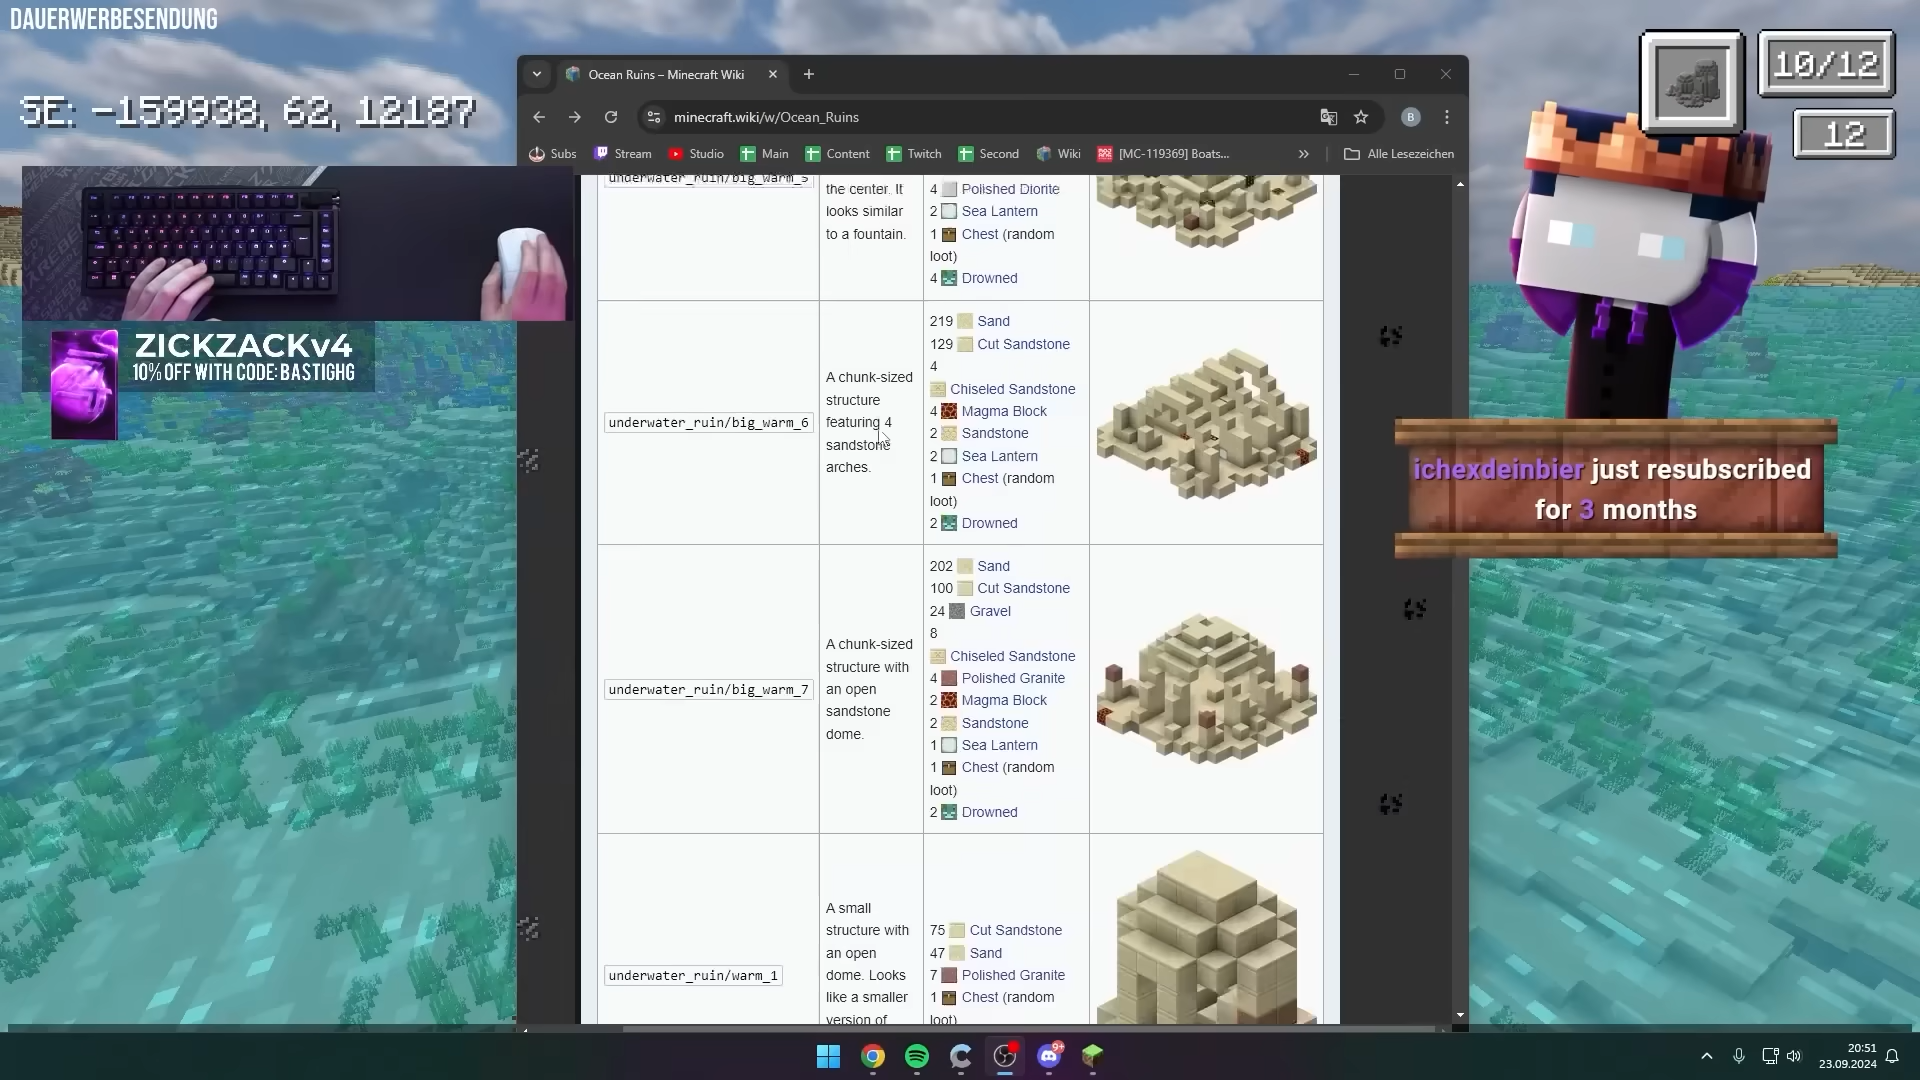 DAUERWERBESENDUNG
SE: -159938, 62, 12187
ZICKZACKv4
10% OFF WITH CODE: BASTIGHG
Ocean Ruins – Minecraft Wiki
minecraft.wiki/w/Ocean_Ruins
B
Subs
Stream
Studio
Main
Content
Twitch
Second
Wiki
[MC-119369] Boats...
»
Alle Lesezeichen
underwater_ruin/big_warm_5
the center. It
looks similar
to a fountain.
4 Polished Diorite
2 Sea Lantern
1 Chest (random
loot)
4 Drowned
underwater_ruin/big_warm_6
A chunk-sized
structure
featuring 4
sandstone
arches.
219 Sand
129 Cut Sandstone
4
Chiseled Sandstone
4 Magma Block
2 Sandstone
2 Sea Lantern
1 Chest (random
loot)
2 Drowned
underwater_ruin/big_warm_7
A chunk-sized
structure with
an open
sandstone
dome.
202 Sand
100 Cut Sandstone
24 Gravel
8
Chiseled Sandstone
4 Polished Granite
2 Magma Block
2 Sandstone
1 Sea Lantern
1 Chest (random
loot)
2 Drowned
underwater_ruin/warm_1
A small
structure with
an open
dome. Looks
like a smaller
version of
75 Cut Sandstone
47 Sand
7 Polished Granite
1 Chest (random
loot)
10/12
12
ichexdeinbier just resubscribed
for 3 months
9+
20:51
23.09.2024